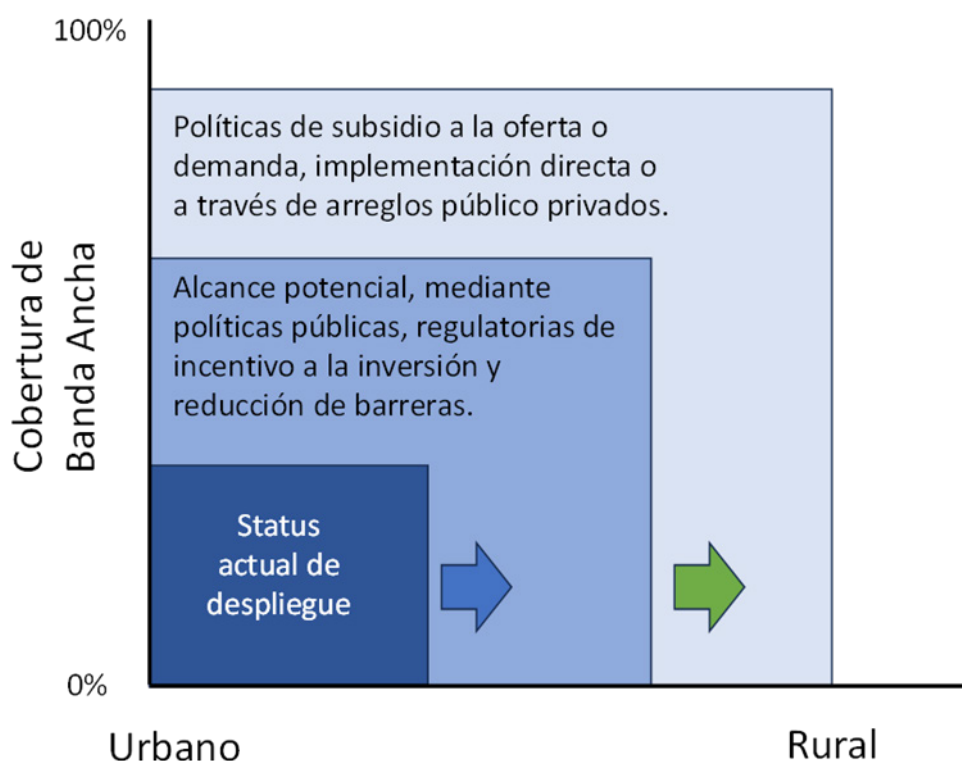 100%
Políticas de subsidio a la oferta o
demanda, implementación directa o
a través de arreglos público privados.
Cobertura de
Banda Ancha
Alcance potencial, mediante
políticas públicas, regulatorias de
incentivo a la inversión y
reducción de barreras.
Status
actual de
despliegue
0%
Urbano
Rural